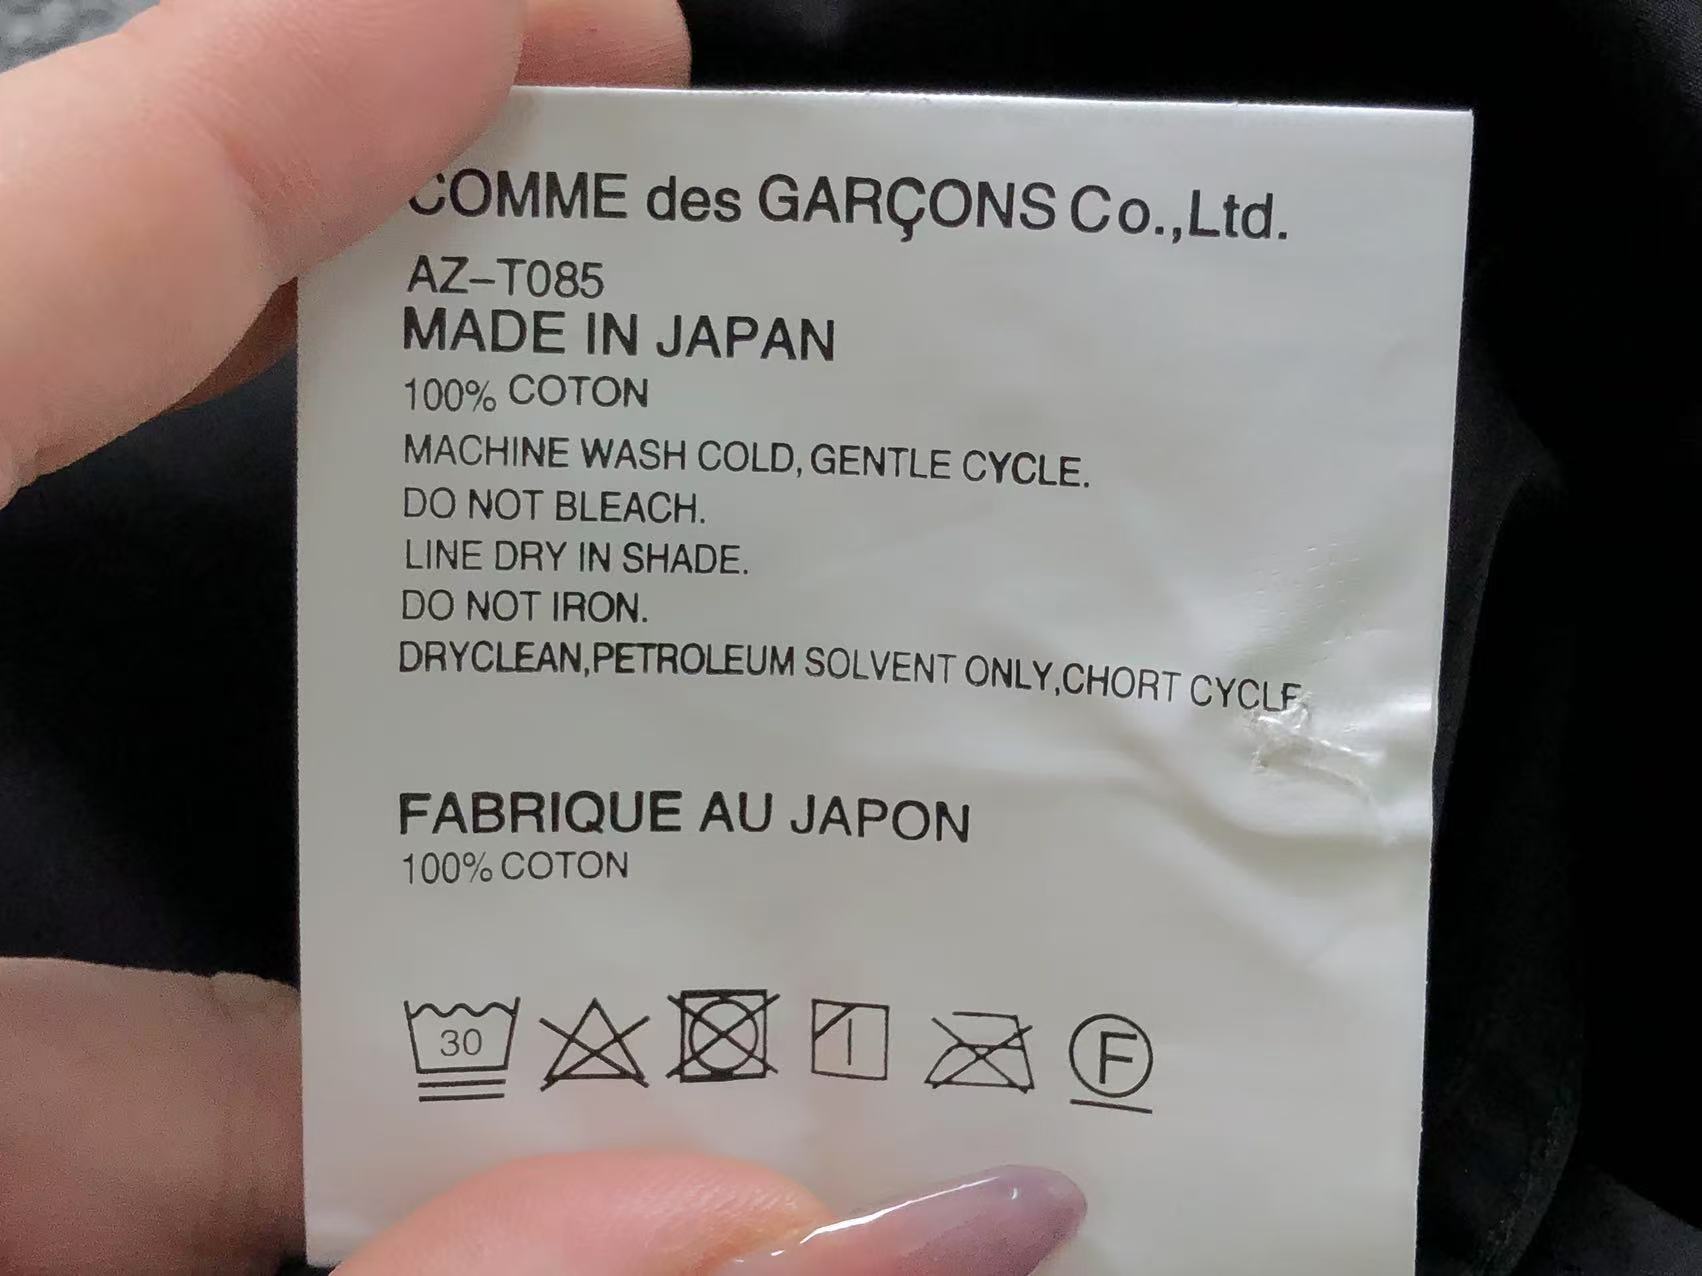 COMME des GARÇONS Co.,Ltd.
AZ-T085
MADE IN JAPAN
100% COTON
MACHINE WASH COLD, GENTLE CYCLE.
DO NOT BLEACH.
LINE DRY IN SHADE.
DO NOT IRON.
DRYCLEAN,PETROLEUM SOLVENT ONLY,CHORT CYCLE
FABRIQUE AU JAPON
100% COTON
30 F